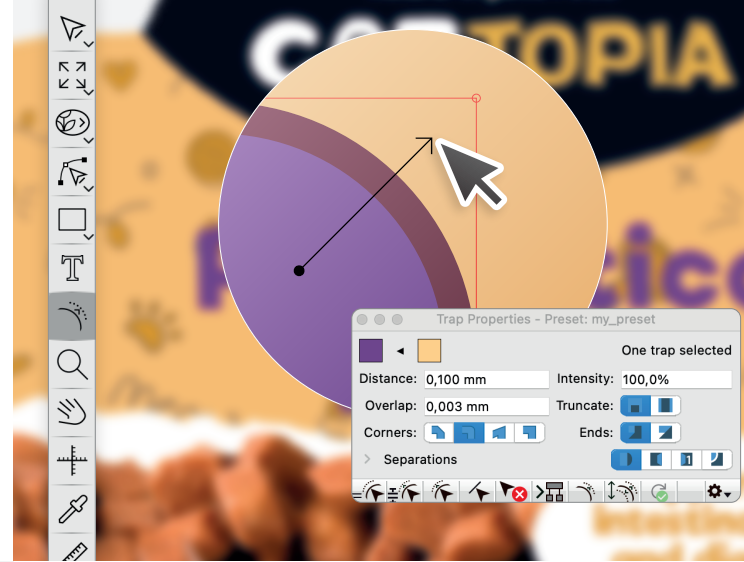 CATTOPIA
Trap Properties - Preset: my_preset
One trap selected
Distance: 0,100 mm Intensity: 100,0%
Overlap: 0,003 mm Truncate:
Corners: Ends:
Separations